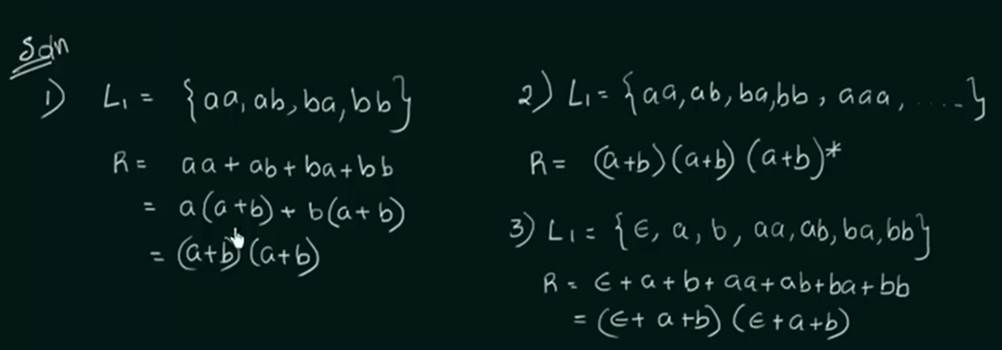 Soln
1) L₁ = {aa, ab, ba, bb}
R = aa + ab + ba + bb
= a(a+b) + b(a+b)
= (a+b) (a+b)
2) L₁ = {aa, ab, ba, bb, aaa, .....}
R = (a+b) (a+b) (a+b)*
3) L₁ = {ϵ, a, b, aa, ab, ba, bb}
R = ϵ + a + b + aa + ab + ba + bb
= (ϵ + a + b) (ϵ + a + b)